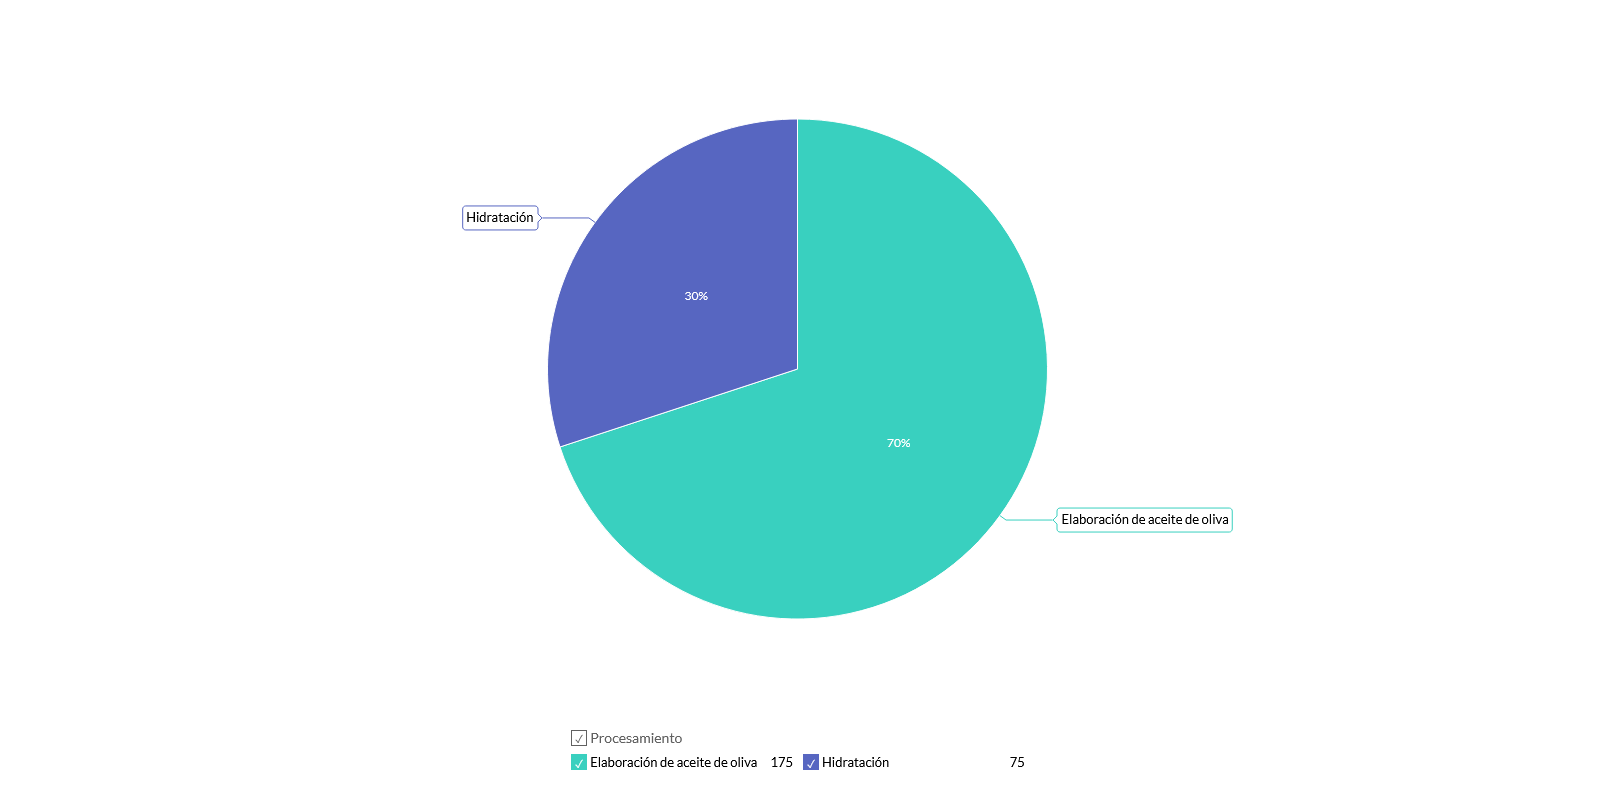 Hidratación
30%
70%
Elaboración de aceite de oliva
Procesamiento
Elaboración de aceite de oliva 175 Hidratación 75